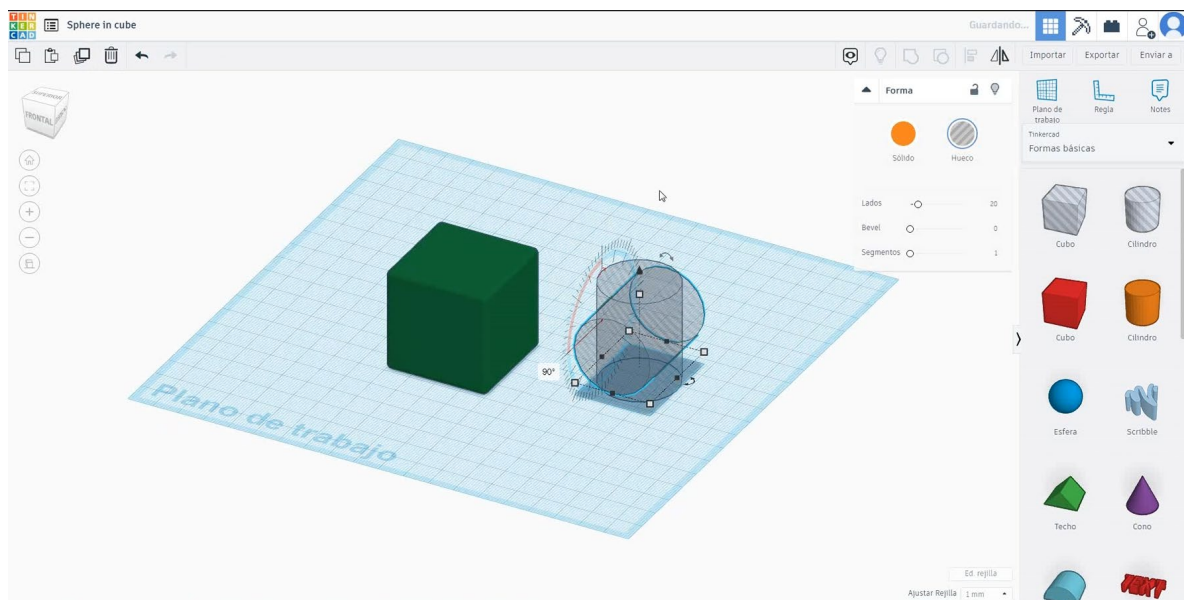 TIN
KER
CAD
Sphere in cube
Guardando...
Importar
Exportar
Enviar a
SUPERIOR
FRONTAL
Forma
Sólido
Hueco
Lados
20
Bevel
0
Segmentos
1
Plano de
trabajo
Regla
Notes
Tinkercad
Formas básicas
Cubo
Cilindro
Cubo
Cilindro
Esfera
Scribble
Techo
Cono
TEXT
90°
Plano de trabajo
Ed. rejilla
Ajustar Rejilla
1 mm